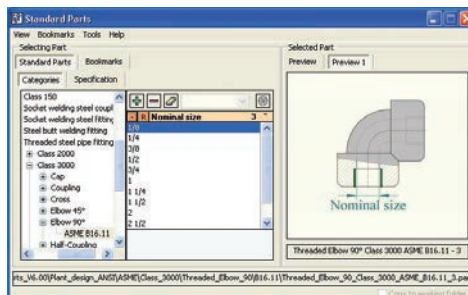 Standard Parts
View Bookmarks Tools Help
Selecting Part
Standard Parts Bookmarks
Categories Specification
Class 150
Socket welding steel coupl
Socket welding steel fitting
Steel butt welding fitting
Threaded steel pipe fitting
Class 2000
Class 3000
Cap
Coupling
Cross
Elbow 45°
Elbow 90°
ASME B16.11
Half-Coupling
R Nominal size 3
1/8
1/4
3/8
1/2
3/4
1
1 1/4
1 1/2
2
2 1/2
Selected Part
Preview Preview 1
Nominal size
Threaded Elbow 90° Class 3000 ASME B16.11 - 3
rts_V6.00\Plant_design_ANSI\ASME\Class_3000\Threaded_Elbow_90\B16.11\Threaded_Elbow_90_Class_3000_ASME_B16.11_3.pa
Copy to working folder